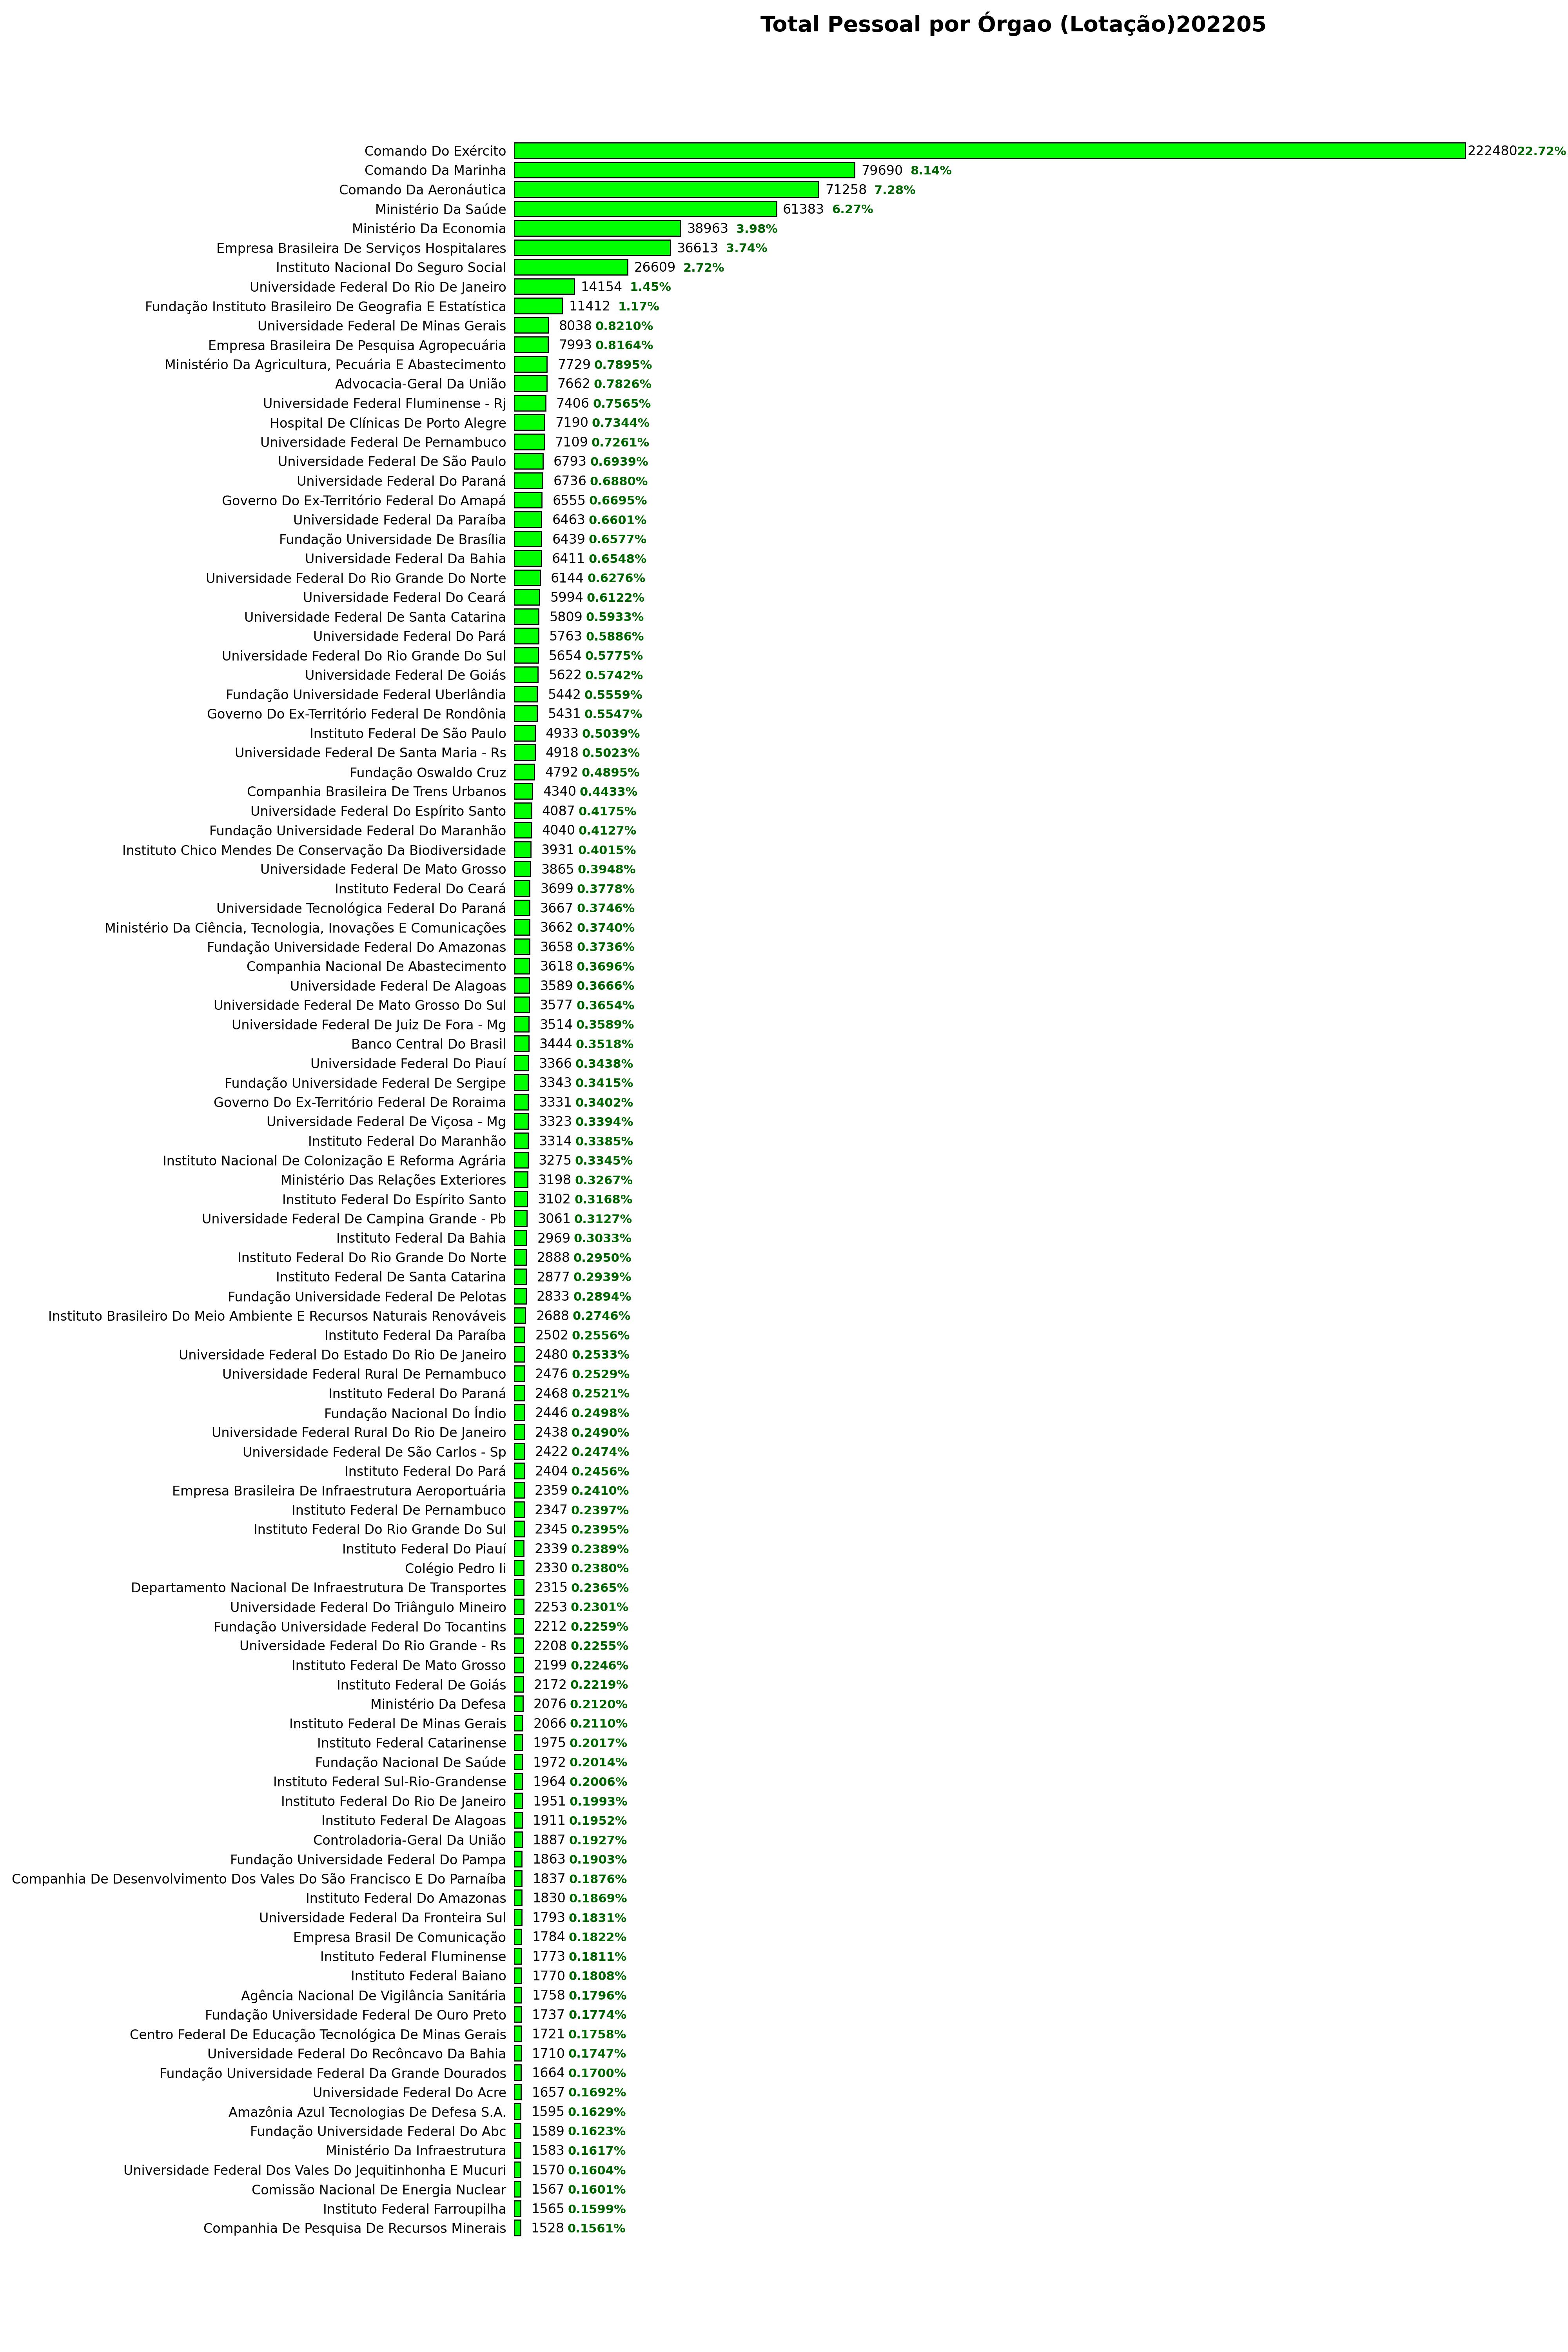 Total Pessoal por Órgao (Lotação)202205
Comando Do Exército 222480 22.72%
Comando Da Marinha 79690 8.14%
Comando Da Aeronáutica 71258 7.28%
Ministério Da Saúde 61383 6.27%
Ministério Da Economia 38963 3.98%
Empresa Brasileira De Serviços Hospitalares 36613 3.74%
Instituto Nacional Do Seguro Social 26609 2.72%
Universidade Federal Do Rio De Janeiro 14154 1.45%
Fundação Instituto Brasileiro De Geografia E Estatística 11412 1.17%
Universidade Federal De Minas Gerais 8038 0.8210%
Empresa Brasileira De Pesquisa Agropecuária 7993 0.8164%
Ministério Da Agricultura, Pecuária E Abastecimento 7729 0.7895%
Advocacia-Geral Da União 7662 0.7826%
Universidade Federal Fluminense - Rj 7406 0.7565%
Hospital De Clínicas De Porto Alegre 7190 0.7344%
Universidade Federal De Pernambuco 7109 0.7261%
Universidade Federal De São Paulo 6793 0.6939%
Universidade Federal Do Paraná 6736 0.6880%
Governo Do Ex-Território Federal Do Amapá 6555 0.6695%
Universidade Federal Da Paraíba 6463 0.6601%
Fundação Universidade De Brasília 6439 0.6577%
Universidade Federal Da Bahia 6411 0.6548%
Universidade Federal Do Rio Grande Do Norte 6144 0.6276%
Universidade Federal Do Ceará 5994 0.6122%
Universidade Federal De Santa Catarina 5809 0.5933%
Universidade Federal Do Pará 5763 0.5886%
Universidade Federal Do Rio Grande Do Sul 5654 0.5775%
Universidade Federal De Goiás 5622 0.5742%
Fundação Universidade Federal Uberlândia 5442 0.5559%
Governo Do Ex-Território Federal De Rondônia 5431 0.5547%
Instituto Federal De São Paulo 4933 0.5039%
Universidade Federal De Santa Maria - Rs 4918 0.5023%
Fundação Oswaldo Cruz 4792 0.4895%
Companhia Brasileira De Trens Urbanos 4340 0.4433%
Universidade Federal Do Espírito Santo 4087 0.4175%
Fundação Universidade Federal Do Maranhão 4040 0.4127%
Instituto Chico Mendes De Conservação Da Biodiversidade 3931 0.4015%
Universidade Federal De Mato Grosso 3865 0.3948%
Instituto Federal Do Ceará 3699 0.3778%
Universidade Tecnológica Federal Do Paraná 3667 0.3746%
Ministério Da Ciência, Tecnologia, Inovações E Comunicações 3662 0.3740%
Fundação Universidade Federal Do Amazonas 3658 0.3736%
Companhia Nacional De Abastecimento 3618 0.3696%
Universidade Federal De Alagoas 3589 0.3666%
Universidade Federal De Mato Grosso Do Sul 3577 0.3654%
Universidade Federal De Juiz De Fora - Mg 3514 0.3589%
Banco Central Do Brasil 3444 0.3518%
Universidade Federal Do Piauí 3366 0.3438%
Fundação Universidade Federal De Sergipe 3343 0.3415%
Governo Do Ex-Território Federal De Roraima 3331 0.3402%
Universidade Federal De Viçosa - Mg 3323 0.3394%
Instituto Federal Do Maranhão 3314 0.3385%
Instituto Nacional De Colonização E Reforma Agrária 3275 0.3345%
Ministério Das Relações Exteriores 3198 0.3267%
Instituto Federal Do Espírito Santo 3102 0.3168%
Universidade Federal De Campina Grande - Pb 3061 0.3127%
Instituto Federal Da Bahia 2969 0.3033%
Instituto Federal Do Rio Grande Do Norte 2888 0.2950%
Instituto Federal De Santa Catarina 2877 0.2939%
Fundação Universidade Federal De Pelotas 2833 0.2894%
Instituto Brasileiro Do Meio Ambiente E Recursos Naturais Renováveis 2688 0.2746%
Instituto Federal Da Paraíba 2502 0.2556%
Universidade Federal Do Estado Do Rio De Janeiro 2480 0.2533%
Universidade Federal Rural De Pernambuco 2476 0.2529%
Instituto Federal Do Paraná 2468 0.2521%
Fundação Nacional Do Índio 2446 0.2498%
Universidade Federal Rural Do Rio De Janeiro 2438 0.2490%
Universidade Federal De São Carlos - Sp 2422 0.2474%
Instituto Federal Do Pará 2404 0.2456%
Empresa Brasileira De Infraestrutura Aeroportuária 2359 0.2410%
Instituto Federal De Pernambuco 2347 0.2397%
Instituto Federal Do Rio Grande Do Sul 2345 0.2395%
Instituto Federal Do Piauí 2339 0.2389%
Colégio Pedro Ii 2330 0.2380%
Departamento Nacional De Infraestrutura De Transportes 2315 0.2365%
Universidade Federal Do Triângulo Mineiro 2253 0.2301%
Fundação Universidade Federal Do Tocantins 2212 0.2259%
Universidade Federal Do Rio Grande - Rs 2208 0.2255%
Instituto Federal De Mato Grosso 2199 0.2246%
Instituto Federal De Goiás 2172 0.2219%
Ministério Da Defesa 2076 0.2120%
Instituto Federal De Minas Gerais 2066 0.2110%
Instituto Federal Catarinense 1975 0.2017%
Fundação Nacional De Saúde 1972 0.2014%
Instituto Federal Sul-Rio-Grandense 1964 0.2006%
Instituto Federal Do Rio De Janeiro 1951 0.1993%
Instituto Federal De Alagoas 1911 0.1952%
Controladoria-Geral Da União 1887 0.1927%
Fundação Universidade Federal Do Pampa 1863 0.1903%
Companhia De Desenvolvimento Dos Vales Do São Francisco E Do Parnaíba 1837 0.1876%
Instituto Federal Do Amazonas 1830 0.1869%
Universidade Federal Da Fronteira Sul 1793 0.1831%
Empresa Brasil De Comunicação 1784 0.1822%
Instituto Federal Fluminense 1773 0.1811%
Instituto Federal Baiano 1770 0.1808%
Agência Nacional De Vigilância Sanitária 1758 0.1796%
Fundação Universidade Federal De Ouro Preto 1737 0.1774%
Centro Federal De Educação Tecnológica De Minas Gerais 1721 0.1758%
Universidade Federal Do Recôncavo Da Bahia 1710 0.1747%
Fundação Universidade Federal Da Grande Dourados 1664 0.1700%
Universidade Federal Do Acre 1657 0.1692%
Amazônia Azul Tecnologias De Defesa S.A. 1595 0.1629%
Fundação Universidade Federal Do Abc 1589 0.1623%
Ministério Da Infraestrutura 1583 0.1617%
Universidade Federal Dos Vales Do Jequitinhonha E Mucuri 1570 0.1604%
Comissão Nacional De Energia Nuclear 1567 0.1601%
Instituto Federal Farroupilha 1565 0.1599%
Companhia De Pesquisa De Recursos Minerais 1528 0.1561%